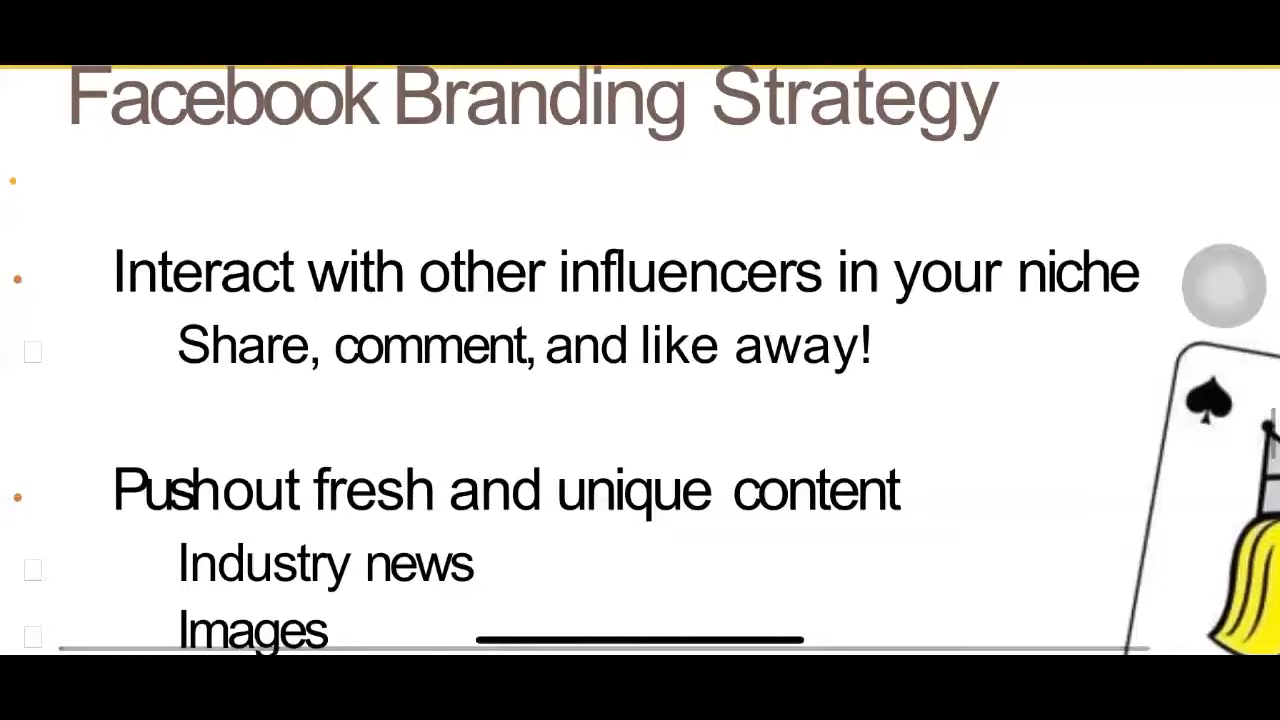 Facebook Branding Strategy
Interact with other influencers in your niche
Share, comment, and like away!
Pushout fresh and unique content
Industry news
Images